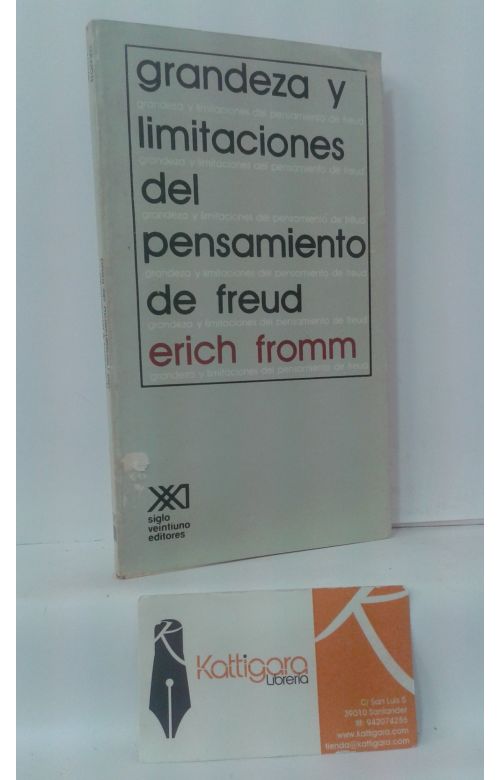 grandeza y
grandeza y limitaciones del pensamiento de freud
limitaciones
grandeza y limitaciones del pensamiento de freud
del
grandeza y limitaciones del pensamiento de freud
pensamiento
grandeza y limitaciones del pensamiento de freud
de freud
grandeza y limitaciones del pensamiento de freud
erich fromm
grandeza y limitaciones del pensamiento de freud
siglo
veintiuno
editores
Kattigara
Librería
C/ San Luis 5
39010 Santander
tlf: 942074256
www.kattigara.com
tienda@kattigara.com